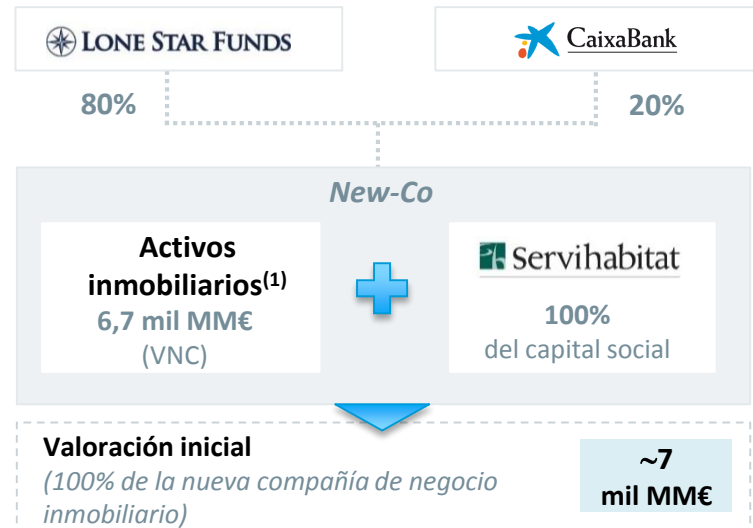 LONE STAR FUNDS
CaixaBank
80%
20%
New-Co
Activos
inmobiliarios(1)
6,7 mil MM€
(VNC)
Servihabitat
100%
del capital social
Valoración inicial
(100% de la nueva compañía de negocio
inmobiliario)
~7
mil MM€